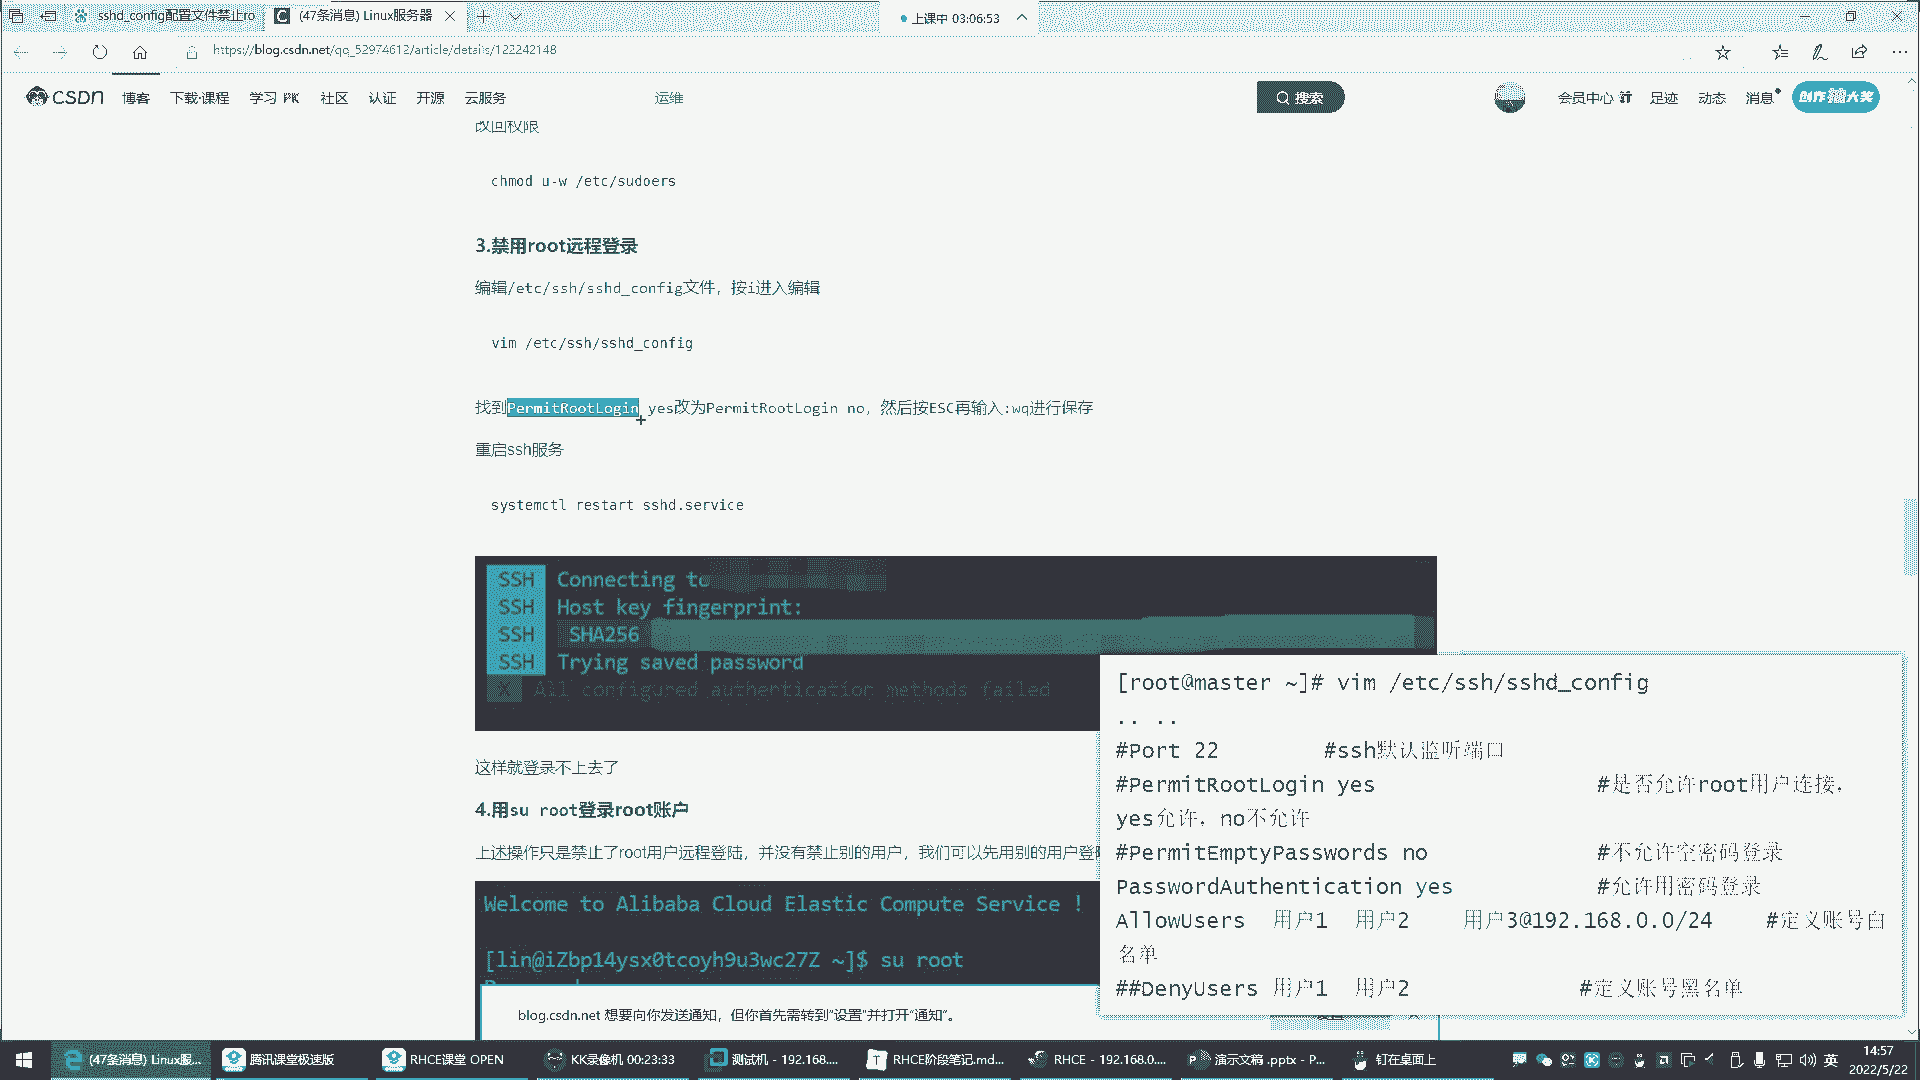 sshd_config配置文件禁止ro
(47条消息) Linux服务器
上课中 03:06:53
https://blog.csdn.net/qq_52974612/article/details/122242148
CSDN 博客 下载·课程 学习 社区 认证 开源 云服务 运维 搜索 会员中心 足迹 动态 消息
改回权限
chmod u-w /etc/sudoers
3.禁用root远程登录
编辑/etc/ssh/sshd_config文件，按i进入编辑
vim /etc/ssh/sshd_config
找到PermitRootLogin yes改为PermitRootLogin no，然后按ESC再输入:wq进行保存
重启ssh服务
systemctl restart sshd.service
SSH Connecting to
SSH Host key fingerprint:
SSH SHA256
SSH Trying saved password
X All configured authentication methods failed
这样就登录不上去了
4.用su root登录root账户
上述操作只是禁止了root用户远程登陆，并没有禁止别的用户，我们可以先用别的用户登
Welcome to Alibaba Cloud Elastic Compute Service !
[lin@iZbp14ysx0tcoyh9u3wc27Z ~]$ su root
blog.csdn.net 想要向你发送通知，但你首先需转到“设置”并打开“通知”。
[root@master ~]# vim /etc/ssh/sshd_config
.. ..
#Port 22 #ssh默认监听端口
#PermitRootLogin yes #是否允许root用户连接，
yes允许，no不允许
#PermitEmptyPasswords no #不允许空密码登录
PasswordAuthentication yes #允许用密码登录
AllowUsers 用户1 用户2 用户3@192.168.0.0/24 #定义账号白
名单
##DenyUsers 用户1 用户2 #定义账号黑名单
(47条消息) Linux服...
腾讯课堂极速版
RHCE课堂 OPEN
KK录像机 00:23:33
测试机 - 192.168....
RHCE阶段笔记.md...
RHCE - 192.168.0....
演示文稿 .pptx - P...
钉在桌面上
英
14:57
2022/5/22